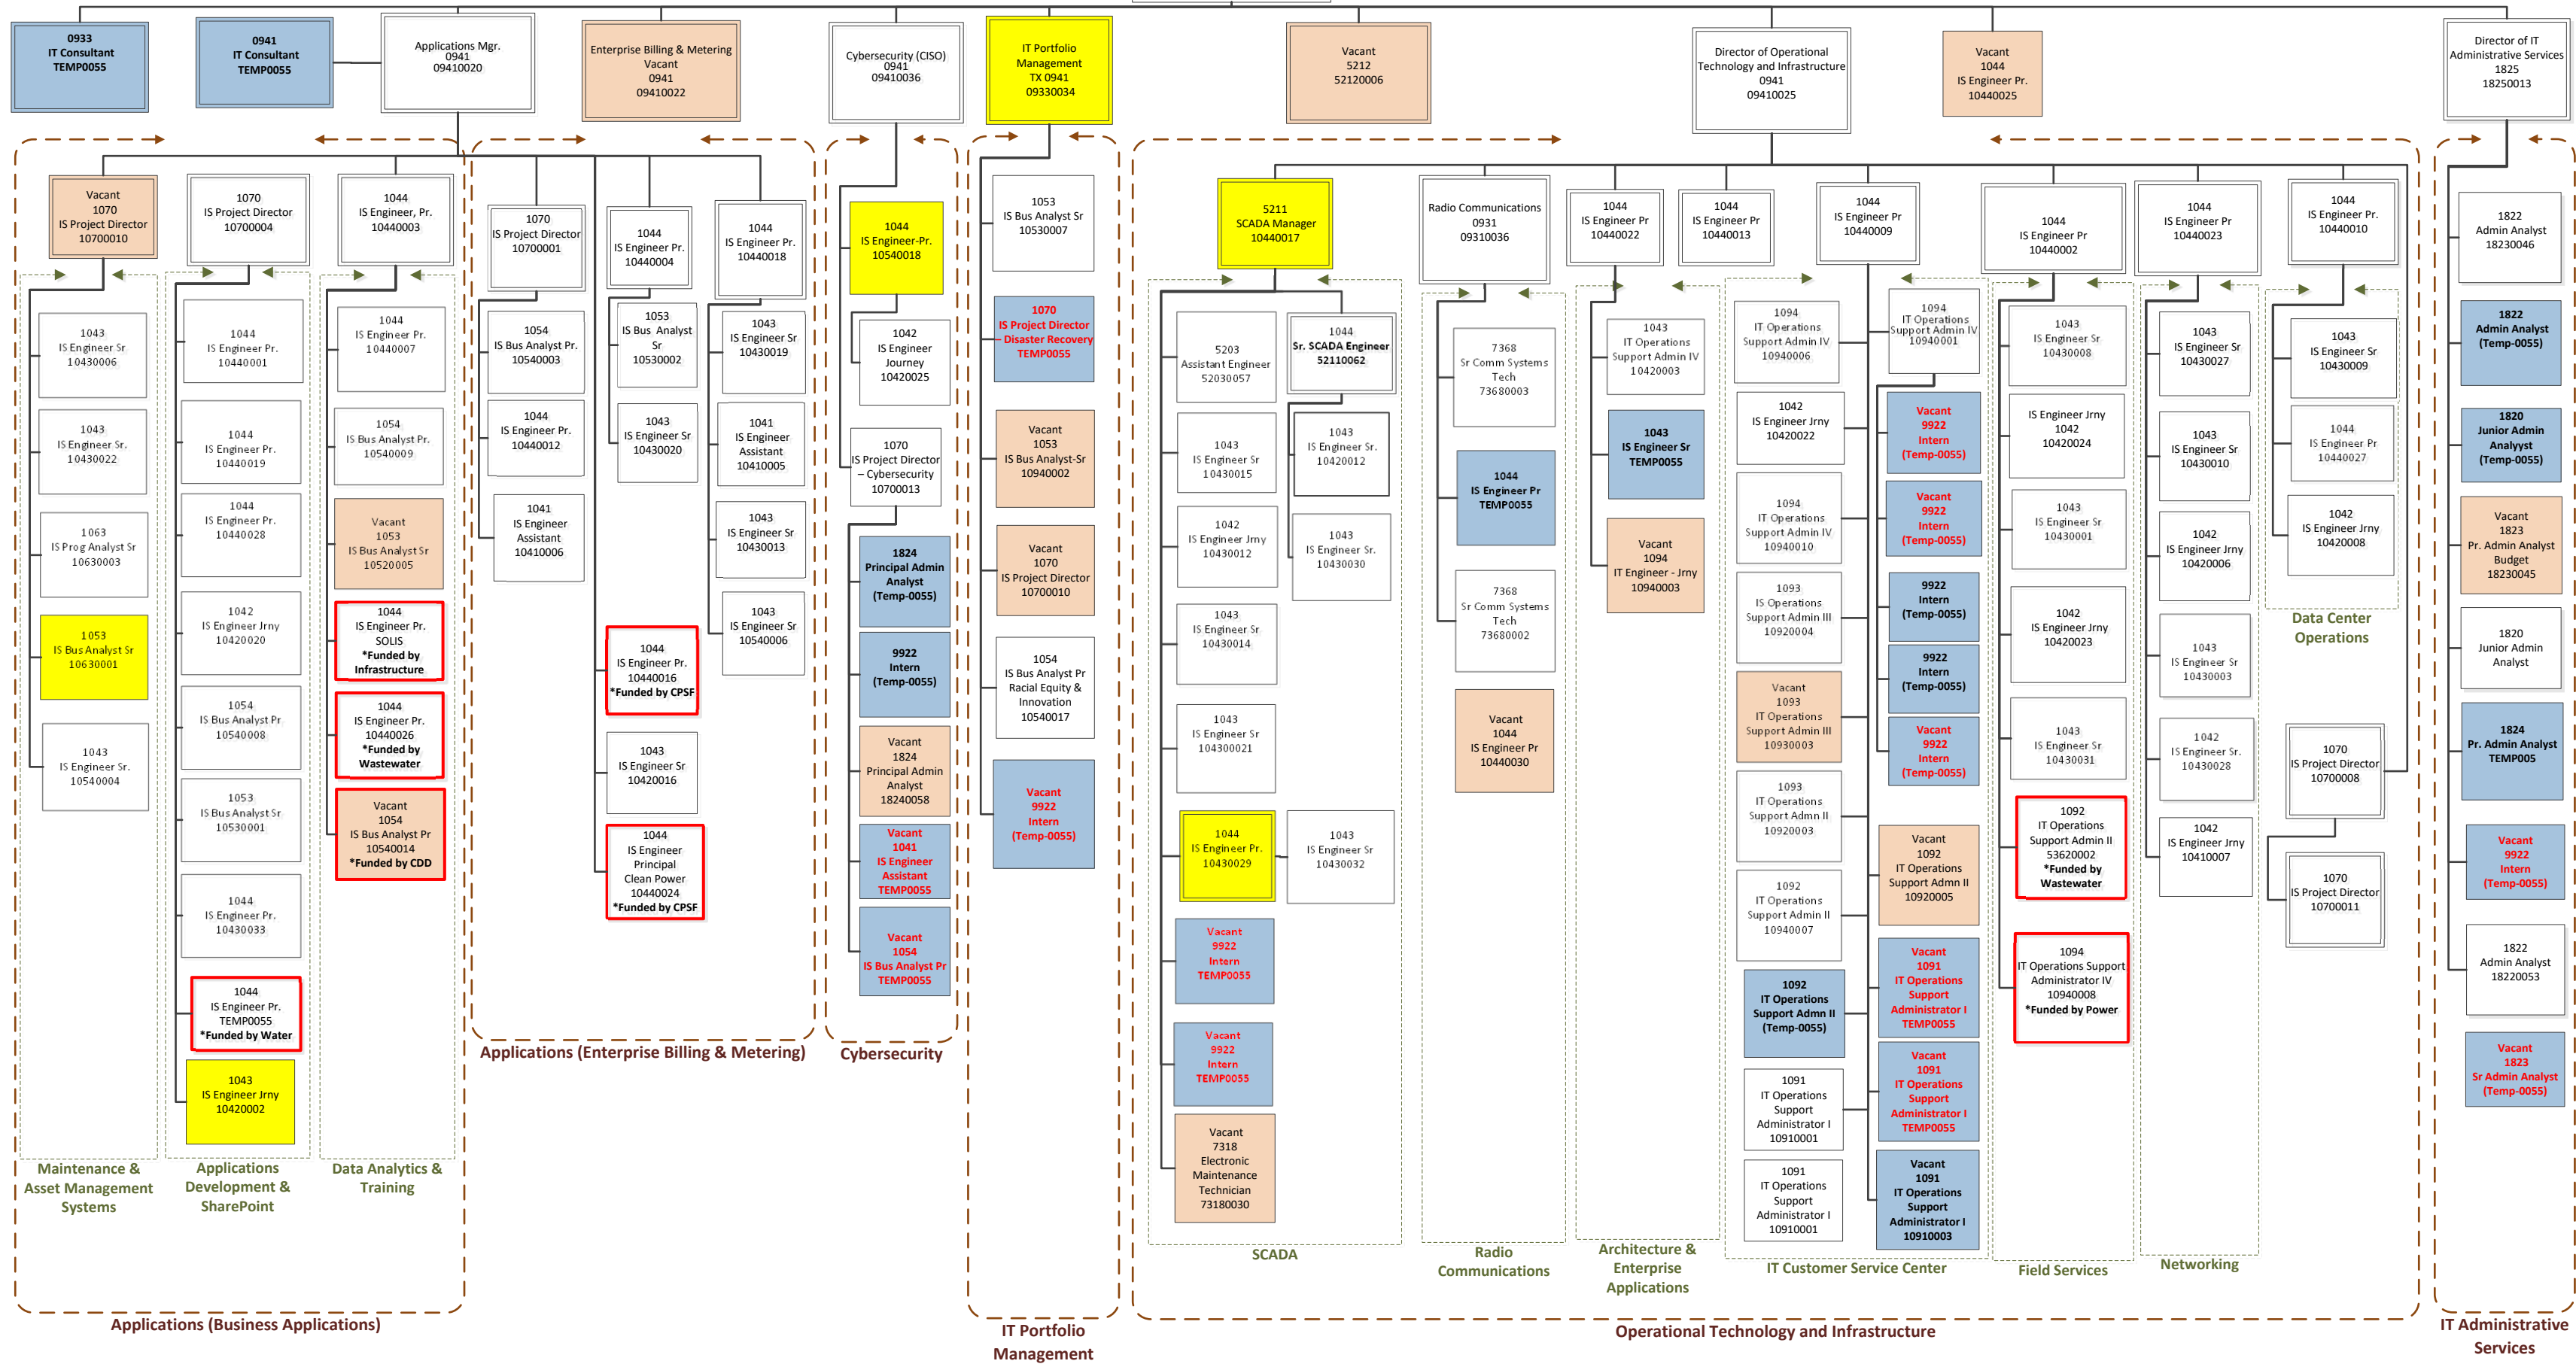 0933
IT Consultant
TEMP0055
0941
IT Consultant
TEMP0055
Applications Mgr.
0941
09410020
Enterprise Billing & Metering
Vacant
0941
09410022
Cybersecurity (CISO)
0941
09410036
IT Portfolio
Management
TX 0941
09330034
Vacant
5212
52120006
Director of Operational
Technology and Infrastructure
0941
09410025
Vacant
1044
IS Engineer Pr.
10440025
Director of IT
Administrative Services
1825
18250013
Vacant
1070
IS Project Director
10700010
1043
IS Engineer Sr
10430006
1043
IS Engineer Sr.
10430022
1063
IS Prog Analyst Sr
10630003
1053
IS Bus Analyst Sr
10630001
1043
IS Engineer Sr.
10540004
Maintenance &
Asset Management
Systems
1070
IS Project Director
10700004
1044
IS Engineer Pr.
10440001
1044
IS Engineer Pr.
10440019
1044
IS Engineer Pr.
10440028
1042
IS Engineer Jrny
10420020
1054
IS Bus Analyst Pr
10540008
1053
IS Bus Analyst Sr
10530001
1044
IS Engineer Pr.
10430033
1044
IS Engineer Pr.
TEMP0055
*Funded by Water
1043
IS Engineer Jrny
10420002
Applications
Development &
SharePoint
1044
IS Engineer, Pr.
10440003
1044
IS Engineer Pr.
10440007
1054
IS Bus Analyst Pr.
10540009
Vacant
1053
IS Bus Analyst Sr
10520005
1044
IS Engineer Pr.
SOLIS
*Funded by
Infrastructure
1044
IS Engineer Pr.
10440026
*Funded by
Wastewater
Vacant
1054
IS Bus Analyst Pr
10540014
*Funded by CDD
Data Analytics &
Training
Applications (Business Applications)
1070
IS Project Director
10700001
1054
IS Bus Analyst Pr.
10540003
1044
IS Engineer Pr.
10440012
1041
IS Engineer
Assistant
10410006
1044
IS Engineer Pr.
10440004
1053
IS Bus Analyst
Sr
10530002
1043
IS Engineer Sr
10430020
1044
IS Engineer Pr.
10440016
*Funded by CPSF
1043
IS Engineer Sr
10420016
1044
IS Engineer
Principal
Clean Power
10440024
*Funded by CPSF
1044
IS Engineer Pr.
10440018
1043
IS Engineer Sr
10430019
1041
IS Engineer
Assistant
10410005
1043
IS Engineer Sr
10430013
1043
IS Engineer Sr
10540006
Applications (Enterprise Billing & Metering)
1044
IS Engineer-Pr.
10540018
1042
IS Engineer
Journey
10420025
1070
IS Project Director
– Cybersecurity
10700013
1824
Principal Admin
Analyst
(Temp-0055)
9922
Intern
(Temp-0055)
Vacant
1824
Principal Admin
Analyst
18240058
Vacant
1041
IS Engineer
Assistant
TEMP0055
Vacant
1054
IS Bus Analyst Pr
TEMP0055
Cybersecurity
1053
IS Bus Analyst Sr
10530007
1070
IS Project Director
– Disaster Recovery
TEMP0055
Vacant
1053
IS Bus Analyst-Sr
10940002
Vacant
1070
IS Project Director
10700010
1054
IS Bus Analyst Pr
Racial Equity &
Innovation
10540017
Vacant
9922
Intern
(Temp-0055)
IT Portfolio
Management
5211
SCADA Manager
10440017
5203
Assistant Engineer
52030057
1043
IS Engineer Sr
10430015
1042
IS Engineer Jrny
10430012
1043
IS Engineer Sr
10430014
1043
IS Engineer Sr
104300021
1044
IS Engineer Pr.
10430029
Vacant
9922
Intern
TEMP0055
Vacant
9922
Intern
TEMP0055
Vacant
7318
Electronic
Maintenance
Technician
73180030
1044
Sr. SCADA Engineer
52110062
1043
IS Engineer Sr.
10420012
1043
IS Engineer Sr.
10430030
1043
IS Engineer Sr
10430032
SCADA
Radio Communications
0931
09310036
7368
Sr Comm Systems
Tech
73680003
1044
IS Engineer Pr
TEMP0055
7368
Sr Comm Systems
Tech
73680002
Vacant
1044
IS Engineer Pr
10440030
Radio
Communications
1044
IS Engineer Pr
10440022
1043
IT Operations
Support Admin IV
10420003
1043
IS Engineer Sr
TEMP0055
Vacant
1094
IT Engineer - Jrny
10940003
Architecture &
Enterprise
Applications
1044
IS Engineer Pr
10440013
1044
IS Engineer Pr
10440009
1094
IT Operations
Support Admin IV
10940006
1042
IS Engineer Jrny
10420022
1094
IT Operations
Support Admin IV
10940010
1093
IS Operations
Support Admin III
10920004
Vacant
1093
IT Operations
Support Admin III
10930003
1093
IT Operations
Support Admn II
10920003
1092
IT Operations
Support Admin II
10940007
1092
IT Operations
Support Admn II
(Temp-0055)
1091
IT Operations
Support
Administrator I
10910001
1091
IT Operations
Support
Administrator I
10910001
1094
IT Operations
Support Admin IV
10940001
Vacant
9922
Intern
(Temp-0055)
Vacant
9922
Intern
(Temp-0055)
9922
Intern
(Temp-0055)
9922
Intern
(Temp-0055)
Vacant
9922
Intern
(Temp-0055)
Vacant
1092
IT Operations
Support Admn II
10920005
Vacant
1091
IT Operations
Support
Administrator I
TEMP0055
Vacant
1091
IT Operations
Support
Administrator I
TEMP0055
Vacant
1091
IT Operations
Support
Administrator I
10910003
IT Customer Service Center
1044
IS Engineer Pr
10440002
1043
IS Engineer Sr
10430008
IS Engineer Jrny
1042
10420024
1043
IS Engineer Sr
10430001
1042
IS Engineer Jrny
10420023
1043
IS Engineer Sr
10430031
1092
IT Operations
Support Admin II
53620002
*Funded by
Wastewater
1094
IT Operations Support
Administrator IV
10940008
*Funded by Power
Field Services
1044
IS Engineer Pr
10440023
1043
IS Engineer Sr
10430027
1043
IS Engineer Sr
10430010
1042
IS Engineer Jrny
10420006
1043
IS Engineer Sr
10430003
1042
IS Engineer Sr.
10430028
1042
IS Engineer Jrny
10410007
Networking
1044
IS Engineer Pr.
10440010
1043
IS Engineer Sr
10430009
1044
IS Engineer Pr
10440027
1042
IS Engineer Jrny
10420008
Data Center
Operations
1070
IS Project Director
10700008
1070
IS Project Director
10700011
Operational Technology and Infrastructure
1822
Admin Analyst
18230046
1822
Admin Analyst
(Temp-0055)
1820
Junior Admin
Analyyst
(Temp-0055)
Vacant
1823
Pr. Admin Analyst
Budget
18230045
1820
Junior Admin
Analyst
1824
Pr. Admin Analyst
TEMP005
Vacant
9922
Intern
(Temp-0055)
1822
Admin Analyst
18220053
Vacant
1823
Sr Admin Analyst
(Temp-0055)
IT Administrative
Services